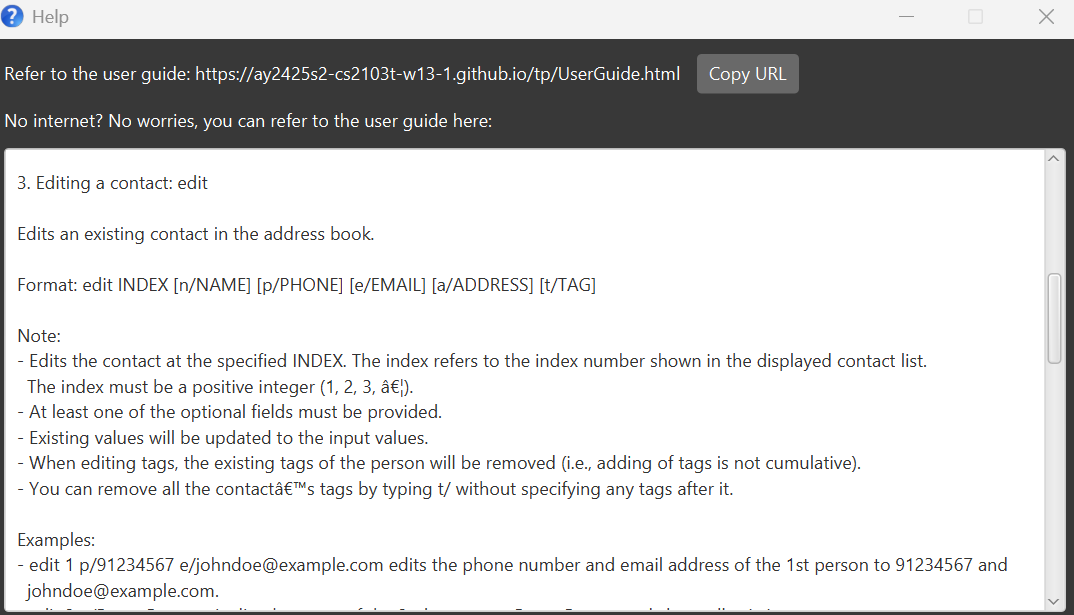 Help
Refer to the user guide: https://ay2425s2-cs2103t-w13-1.github.io/tp/UserGuide.html Copy URL
No internet? No worries, you can refer to the user guide here:
3. Editing a contact: edit
Edits an existing contact in the address book.
Format: edit INDEX [n/NAME] [p/PHONE] [e/EMAIL] [a/ADDRESS] [t/TAG]
Note:
- Edits the contact at the specified INDEX. The index refers to the index number shown in the displayed contact list.
The index must be a positive integer (1, 2, 3, â€¦).
- At least one of the optional fields must be provided.
- Existing values will be updated to the input values.
- When editing tags, the existing tags of the person will be removed (i.e., adding of tags is not cumulative).
- You can remove all the contactâ€™s tags by typing t/ without specifying any tags after it.
Examples:
- edit 1 p/91234567 e/johndoe@example.com edits the phone number and email address of the 1st person to 91234567 and
johndoe@example.com.